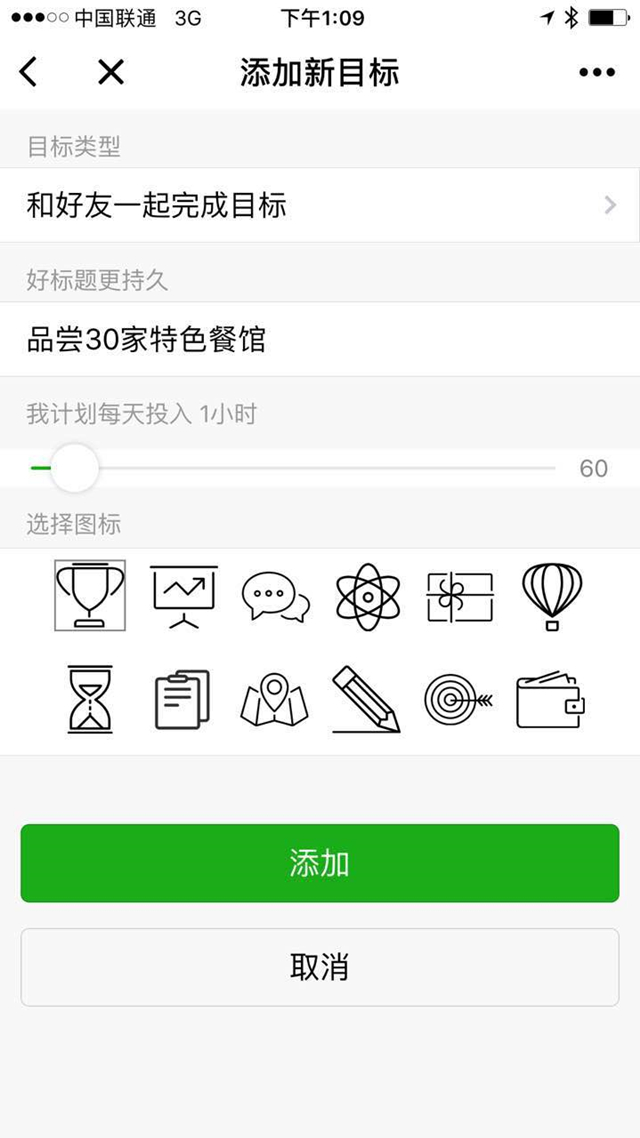 中国联通 3G 下午1:09
添加新目标
目标类型
和好友一起完成目标
好标题更持久
品尝30家特色餐馆
我计划每天投入 1小时
60
选择图标
添加
取消